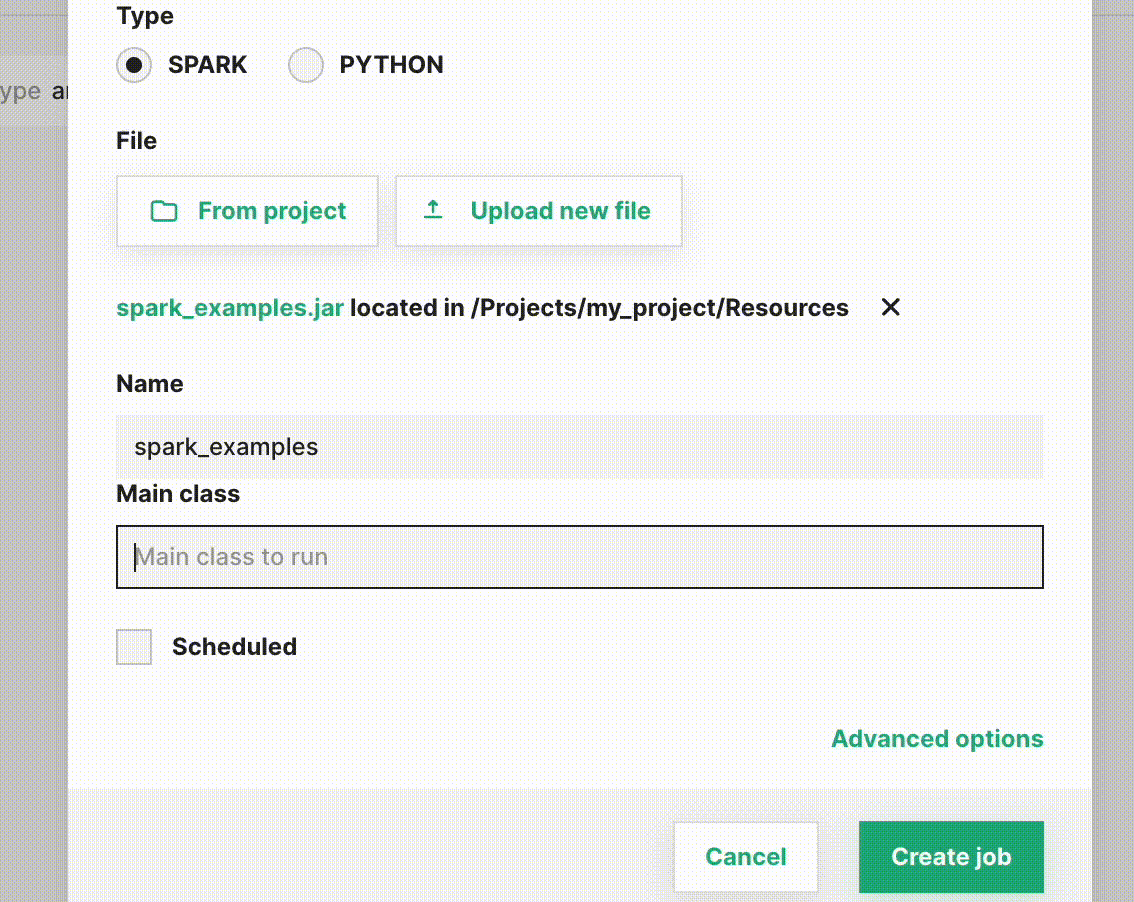 Type
SPARK PYTHON
ype
File
From project Upload new file
spark_examples.jar located in /Projects/my_project/Resources
Name
spark_examples
Main class
Main class to run
Scheduled
Advanced options
Cancel Create job